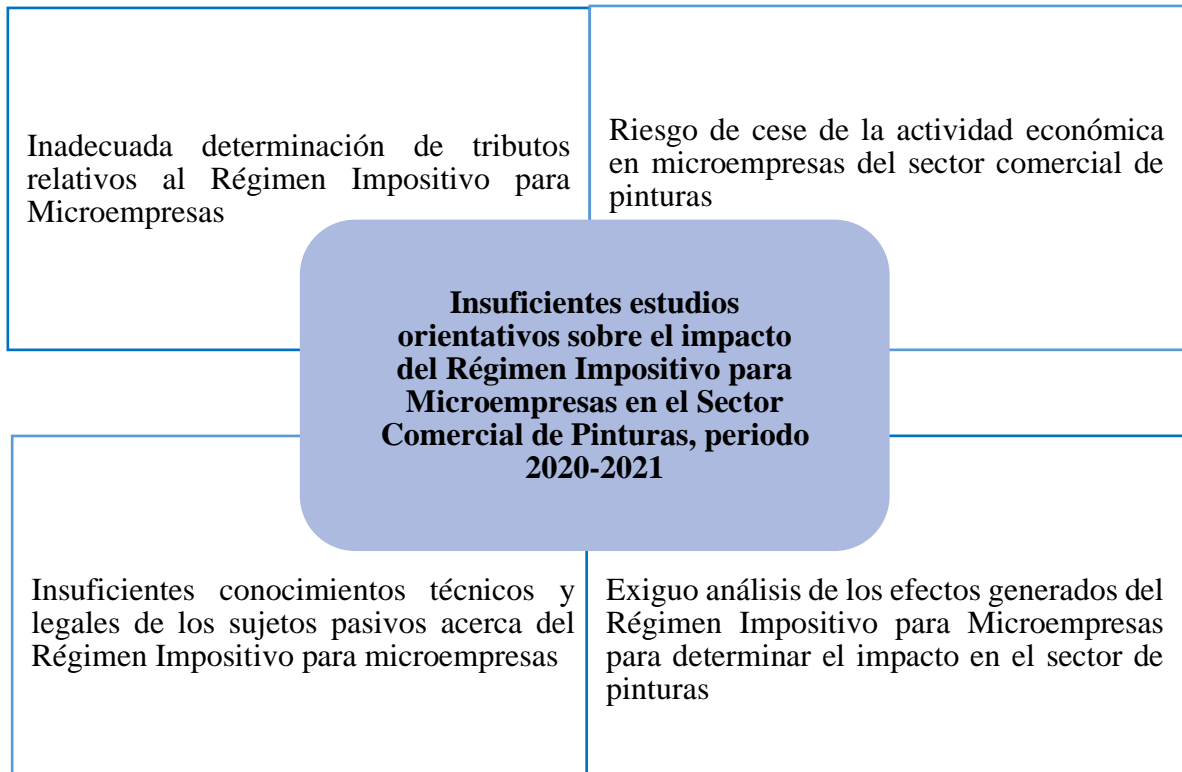 Inadecuada determinación de tributos
relativos al Régimen Impositivo para
Microempresas
Riesgo de cese de la actividad económica
en microempresas del sector comercial de
pinturas
Insuficientes estudios
orientativos sobre el impacto
del Régimen Impositivo para
Microempresas en el Sector
Comercial de Pinturas, periodo
2020-2021
Insuficientes conocimientos técnicos y
legales de los sujetos pasivos acerca del
Régimen Impositivo para microempresas
Exiguo análisis de los efectos generados del
Régimen Impositivo para Microempresas
para determinar el impacto en el sector de
pinturas